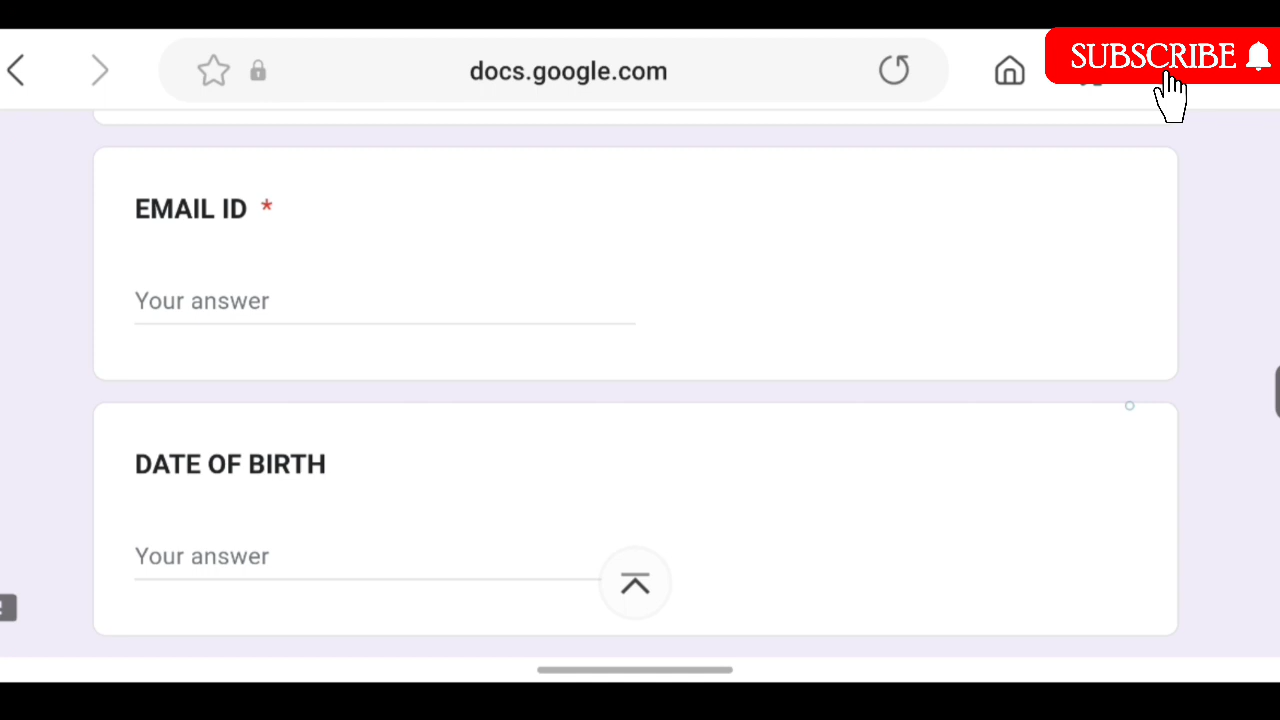 docs.google.com
SUBSCRIBE
EMAIL ID *
Your answer
DATE OF BIRTH
Your answer